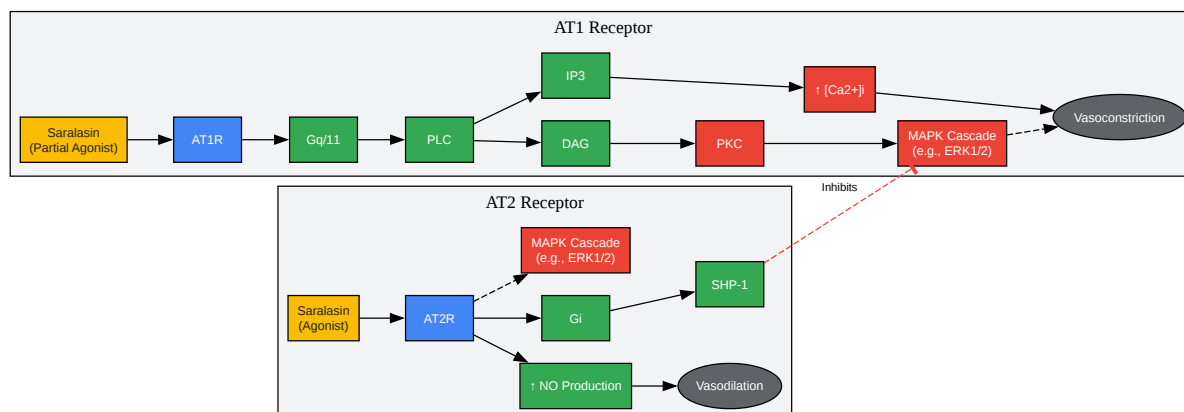 AT1 Receptor
IP3
↑ [Ca2+]i
Saralasin
(Partial Agonist)
AT1R
Gq/11
PLC
DAG
PKC
MAPK Cascade
(e.g., ERK1/2)
Vasoconstriction
Inhibits
AT2 Receptor
MAPK Cascade
(e.g., ERK1/2)
SHP-1
Saralasin
(Agonist)
AT2R
Gi
↑ NO Production
Vasodilation